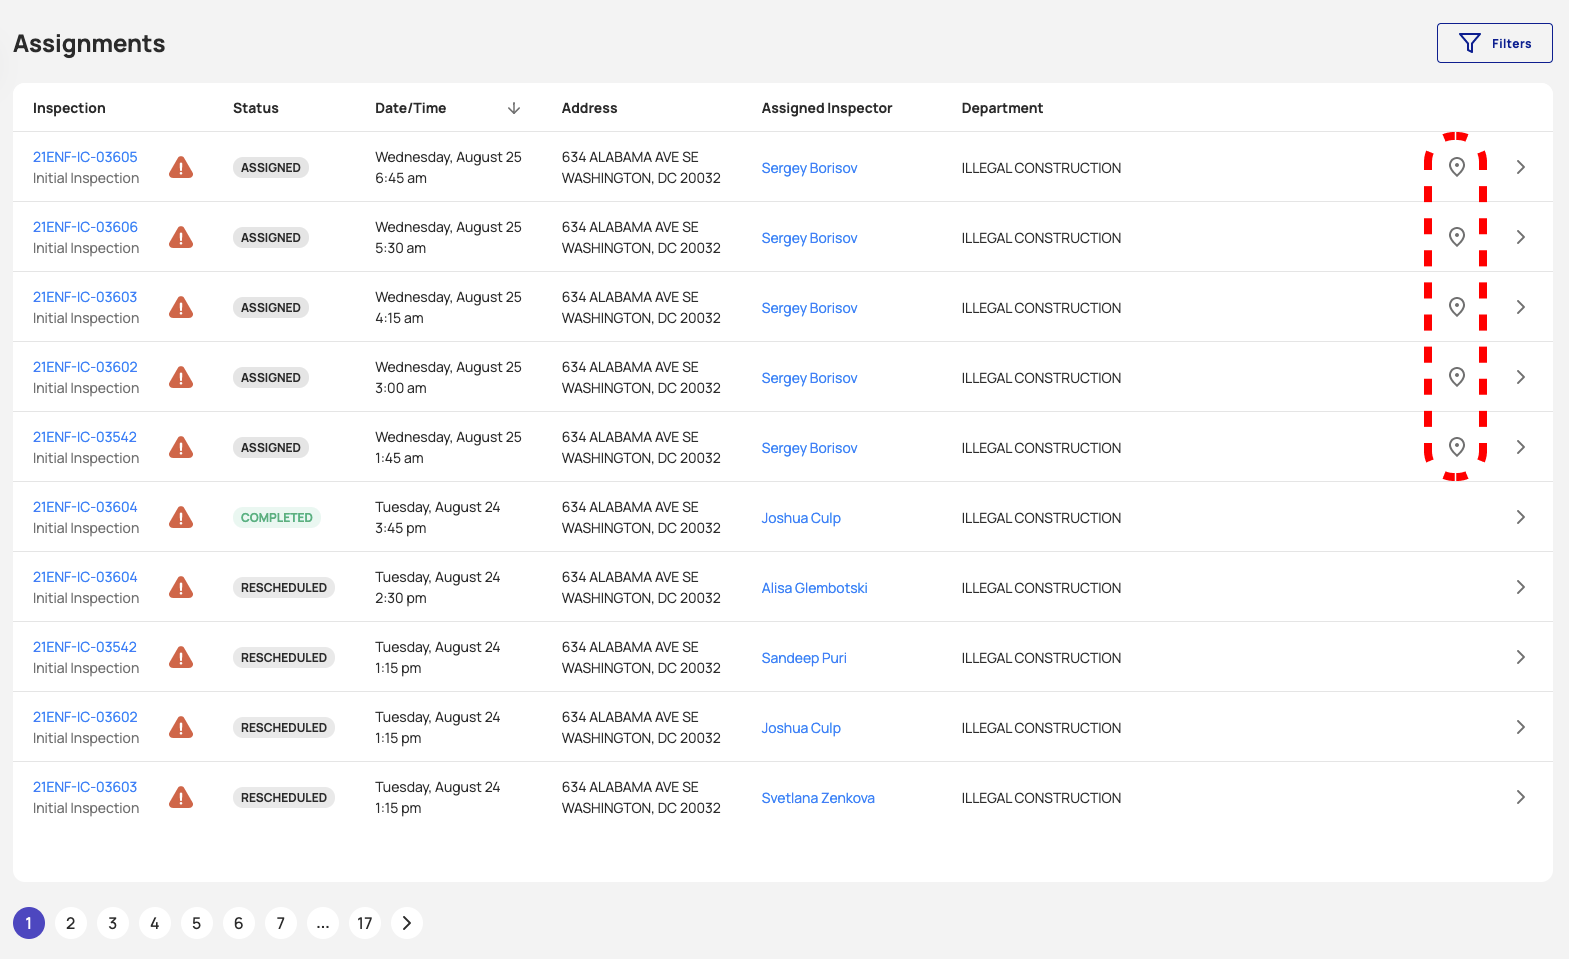 Assignments
Filters
Inspection Status Date/Time Address Assigned Inspector Department
21ENF-IC-03605 Wednesday, August 25 634 ALABAMA AVE SE
ASSIGNED Sergey Borisov ILLEGAL CONSTRUCTION
Initial Inspection 6:45 am WASHINGTON, DC 20032
21ENF-IC-03606 Wednesday, August 25 634 ALABAMA AVE SE
ASSIGNED Sergey Borisov ILLEGAL CONSTRUCTION
Initial Inspection 5:30 am WASHINGTON, DC 20032
21ENF-IC-03603 Wednesday, August 25 634 ALABAMA AVE SE
ASSIGNED Sergey Borisov ILLEGAL CONSTRUCTION
Initial Inspection 4:15 am WASHINGTON, DC 20032
21ENF-IC-03602 Wednesday, August 25 634 ALABAMA AVE SE
ASSIGNED Sergey Borisov ILLEGAL CONSTRUCTION
Initial Inspection 3:00 am WASHINGTON, DC 20032
21ENF-IC-03542 Wednesday, August 25 634 ALABAMA AVE SE
ASSIGNED Sergey Borisov ILLEGAL CONSTRUCTION
Initial Inspection 1:45 am WASHINGTON, DC 20032
21ENF-IC-03604 Tuesday, August 24 634 ALABAMA AVE SE
COMPLETED Joshua Culp ILLEGAL CONSTRUCTION
Initial Inspection 3:45 pm WASHINGTON, DC 20032
21ENF-IC-03604 Tuesday, August 24 634 ALABAMA AVE SE
RESCHEDULED Alisa Glembotski ILLEGAL CONSTRUCTION
Initial Inspection 2:30 pm WASHINGTON, DC 20032
21ENF-IC-03542 Tuesday, August 24 634 ALABAMA AVE SE
RESCHEDULED Sandeep Puri ILLEGAL CONSTRUCTION
Initial Inspection 1:15 pm WASHINGTON, DC 20032
21ENF-IC-03602 Tuesday, August 24 634 ALABAMA AVE SE
RESCHEDULED Joshua Culp ILLEGAL CONSTRUCTION
Initial Inspection 1:15 pm WASHINGTON, DC 20032
21ENF-IC-03603 Tuesday, August 24 634 ALABAMA AVE SE
RESCHEDULED Svetlana Zenkova ILLEGAL CONSTRUCTION
Initial Inspection 1:15 pm WASHINGTON, DC 20032
1 2 3 4 5 6 7 ... 17